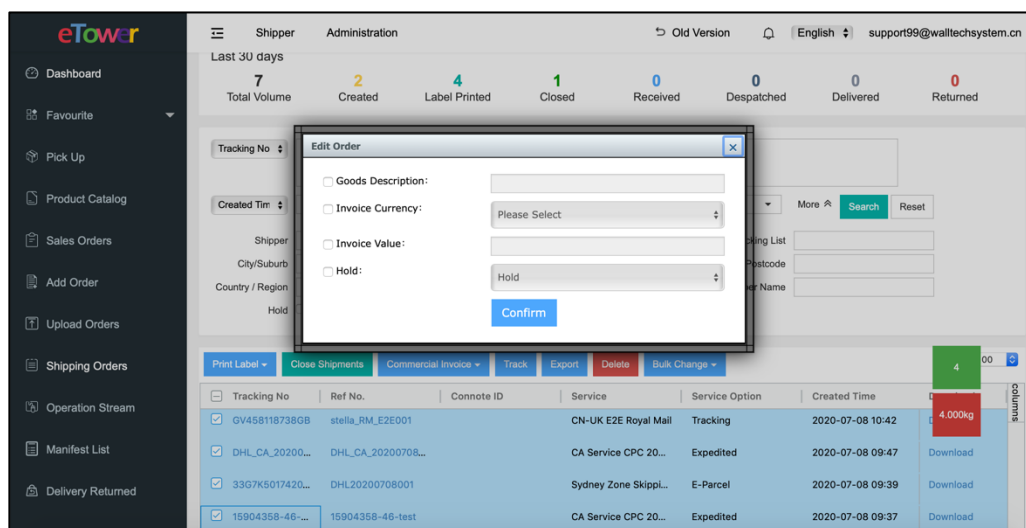 eTower
Shipper Administration Old Version English support99@walltechsystem.cn
Last 30 days
7 2 4 1 0 0 0 0
Total Volume Created Label Printed Closed Received Despatched Delivered Returned
Dashboard
Favourite
Pick Up
Product Catalog
Sales Orders
Add Order
Upload Orders
Shipping Orders
Operation Stream
Manifest List
Delivery Returned
Tracking No
Created Tim
More Search Reset
Shipper
City/Suburb
Country / Region
Hold
Postcode
Edit Order
Goods Description:
Invoice Currency: Please Select
Invoice Value:
Hold: Hold
Confirm
Print Label Close Shipments Commercial Invoice Track Export Delete Bulk Change
4
4.000kg
columns
Tracking No Ref No. Connote ID Service Service Option Created Time
GV458118738GB stella_RM_E2E001 CN-UK E2E Royal Mail Tracking 2020-07-08 10:42
DHL_CA_20200... DHL_CA_20200708... CA Service CPC 20... Expedited 2020-07-08 09:47 Download
33G7K5017420... DHL20200708001 Sydney Zone Skippi... E-Parcel 2020-07-08 09:39 Download
15904358-46-... 15904358-46-test CA Service CPC 20... Expedited 2020-07-08 09:37 Download